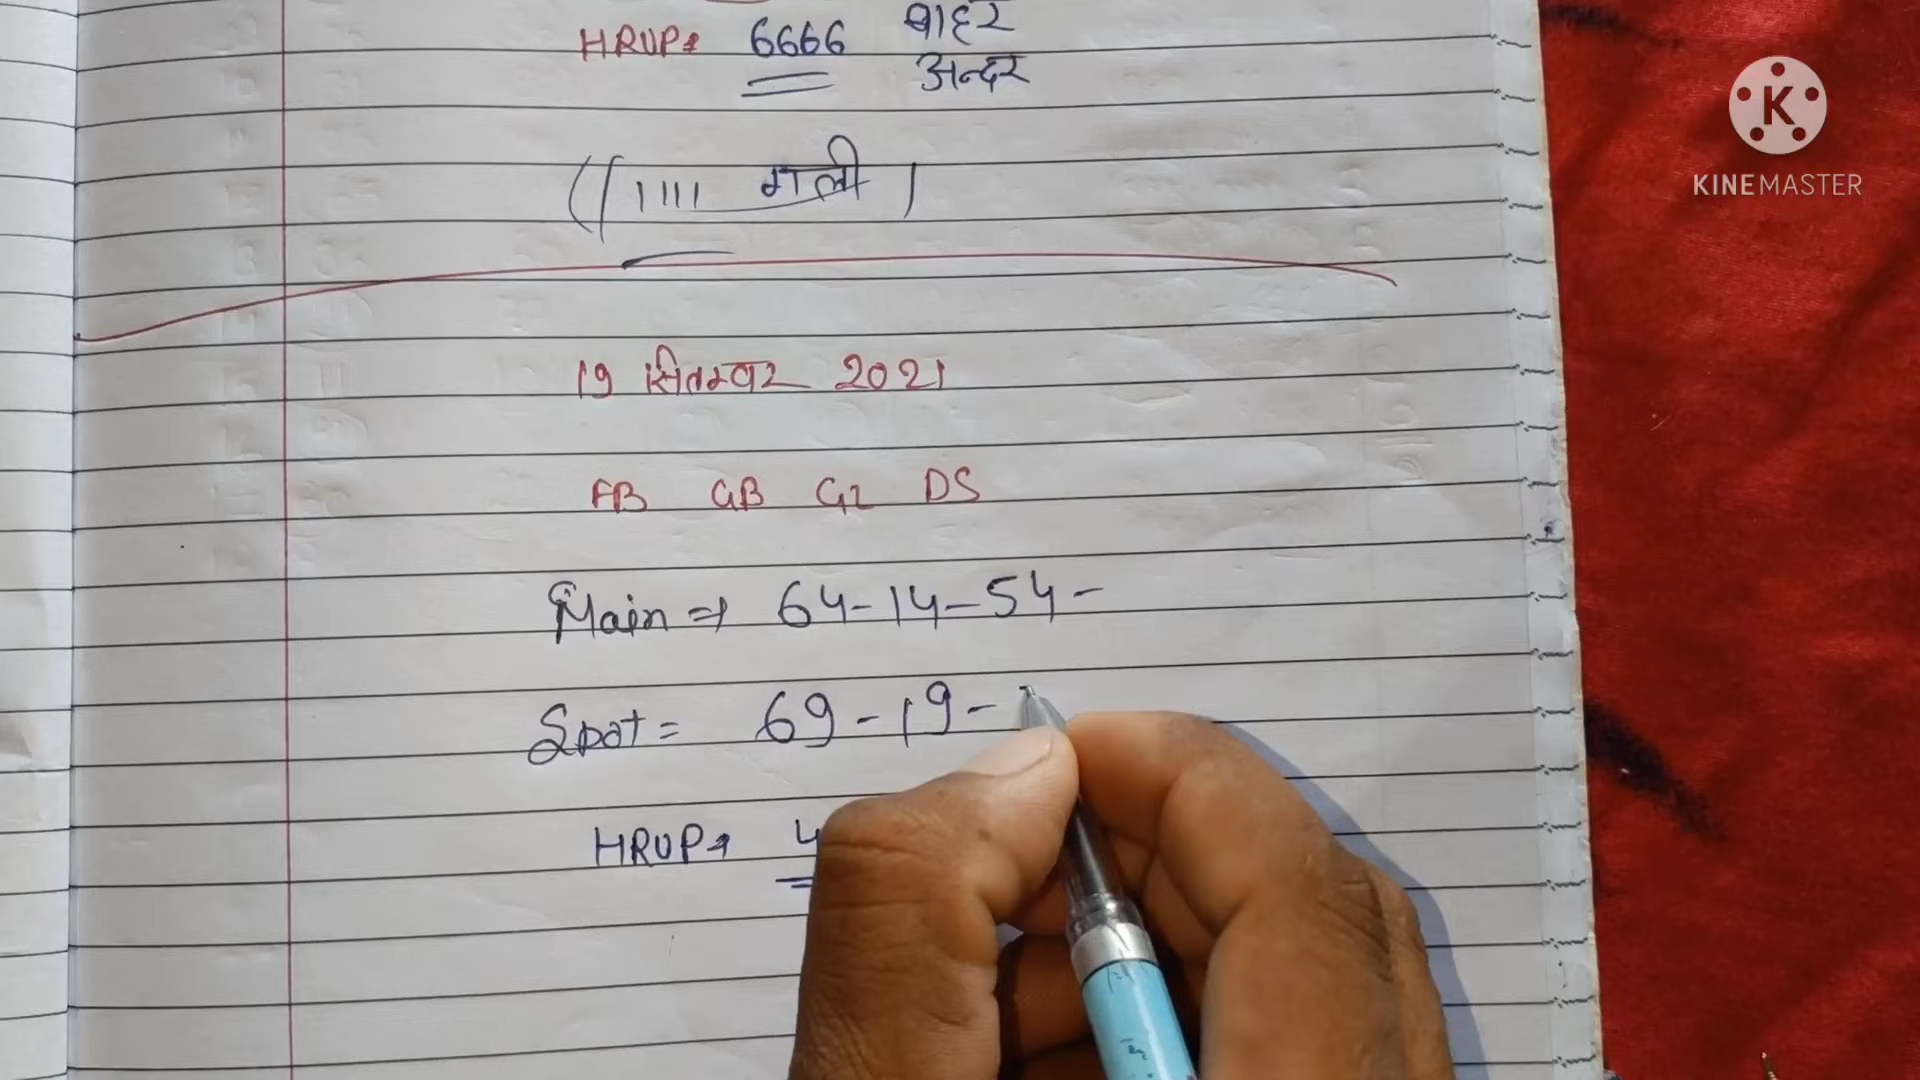 HRUP→ 6666 बाहर
अन्दर
1111 गली
19 सितम्बर 2021
FB GB GL DS
Main ⇒ 64-14-54-
Spot = 69-19-
HRUP→ 4
K
KINEMASTER